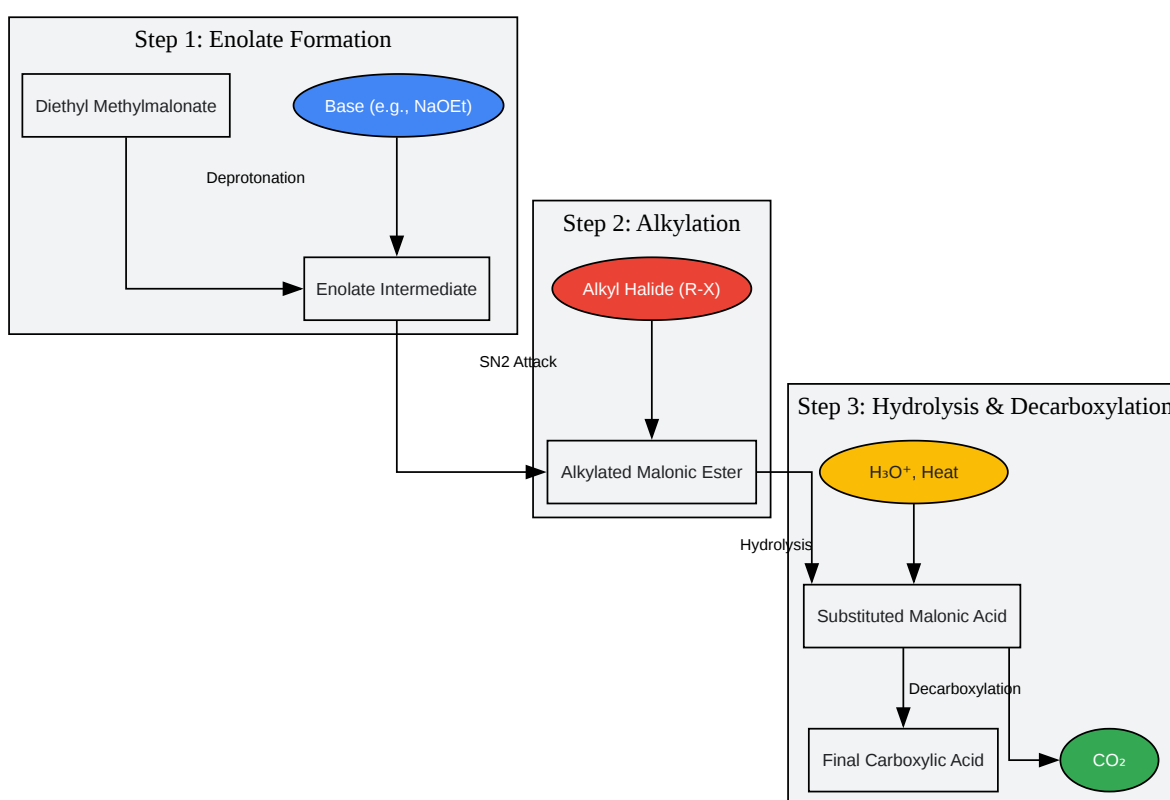 Step 1: Enolate Formation
Diethyl Methylmalonate
Base (e.g., NaOEt)
Deprotonation
Enolate Intermediate
Step 2: Alkylation
Alkyl Halide (R-X)
SN2 Attack
Alkylated Malonic Ester
Step 3: Hydrolysis & Decarboxylation
H₃O⁺, Heat
Hydrolysis
Substituted Malonic Acid
Decarboxylation
Final Carboxylic Acid
CO₂